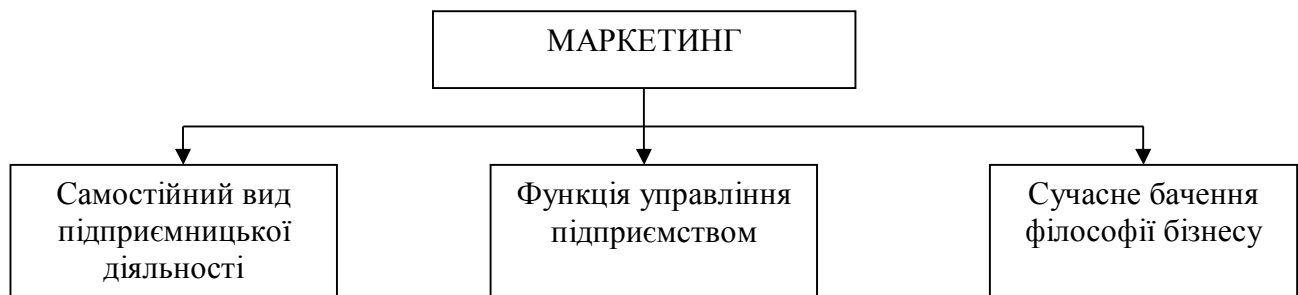 МАРКЕТИНГ
Самостійний вид
підприємницької
діяльності
Функція управління
підприємством
Сучасне бачення
філософії бізнесу